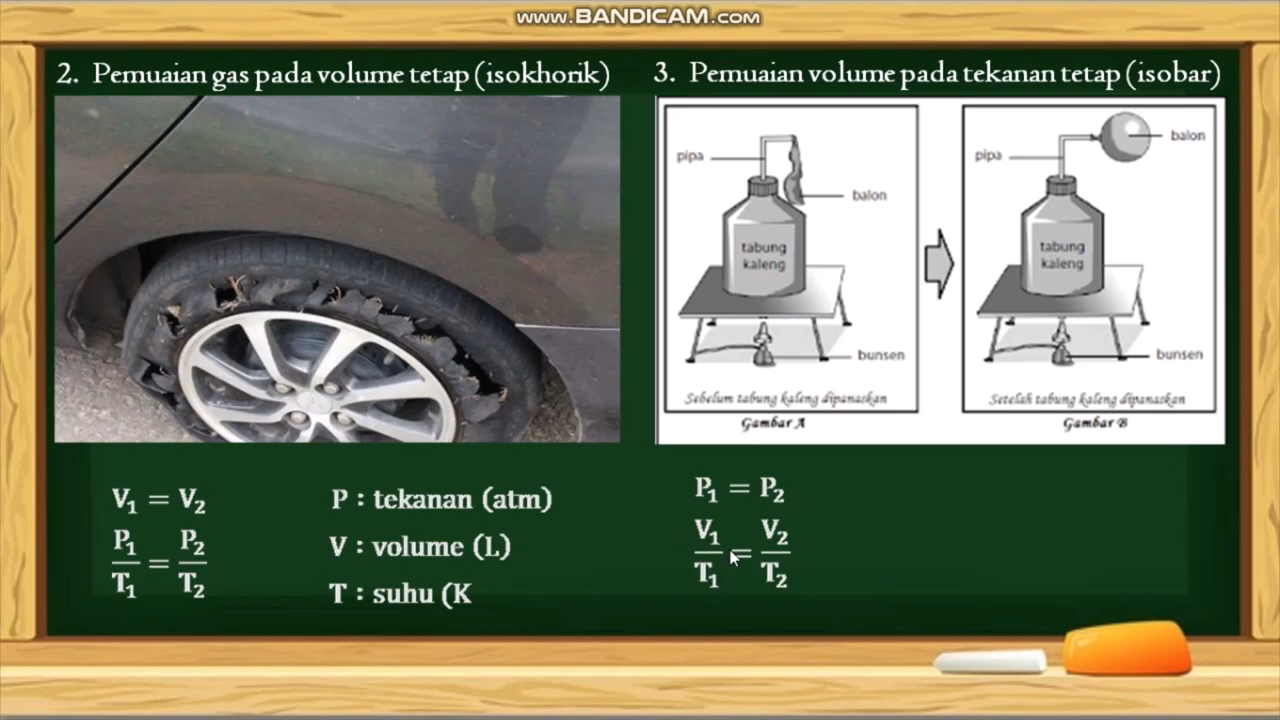 www.BANDICAM.com
2. Pemuaian gas pada volume tetap (isokhorik)
3. Pemuaian volume pada tekanan tetap (isobar)
pipa
balon
tabung
kaleng
bunsen
Sebelum tabung kaleng dipanaskan
Gambar A
pipa
balon
tabung
kaleng
bunsen
Setelah tabung kaleng dipanaskan
Gambar B
V₁ = V₂
P₁/T₁ = P₂/T₂
P : tekanan (atm)
V : volume (L)
T : suhu (K
P₁ = P₂
V₁/T₁ = V₂/T₂